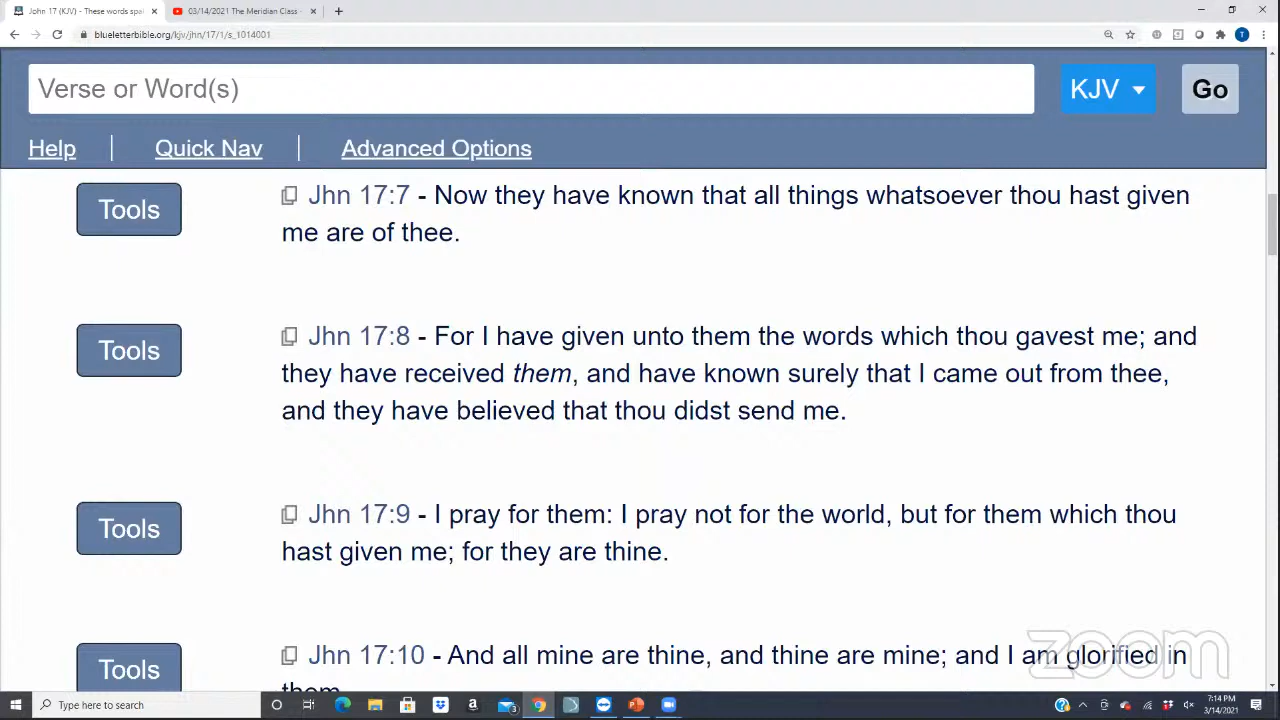 John 17 (KJV) - These words spak
03/14/2021 The Meridian Class -
blueletterbible.org/kjv/jhn/17/1/s_1014001
T
Verse or Word(s)
KJV
Go
Help
Quick Nav
Advanced Options
Tools
Jhn 17:7 - Now they have known that all things whatsoever thou hast given
me are of thee.
Tools
Jhn 17:8 - For I have given unto them the words which thou gavest me; and
they have received them, and have known surely that I came out from thee,
and they have believed that thou didst send me.
Tools
Jhn 17:9 - I pray for them: I pray not for the world, but for them which thou
hast given me; for they are thine.
Tools
Jhn 17:10 - And all mine are thine, and thine are mine; and I am glorified in
them.
zoom
Type here to search
7:14 PM
3/14/2021